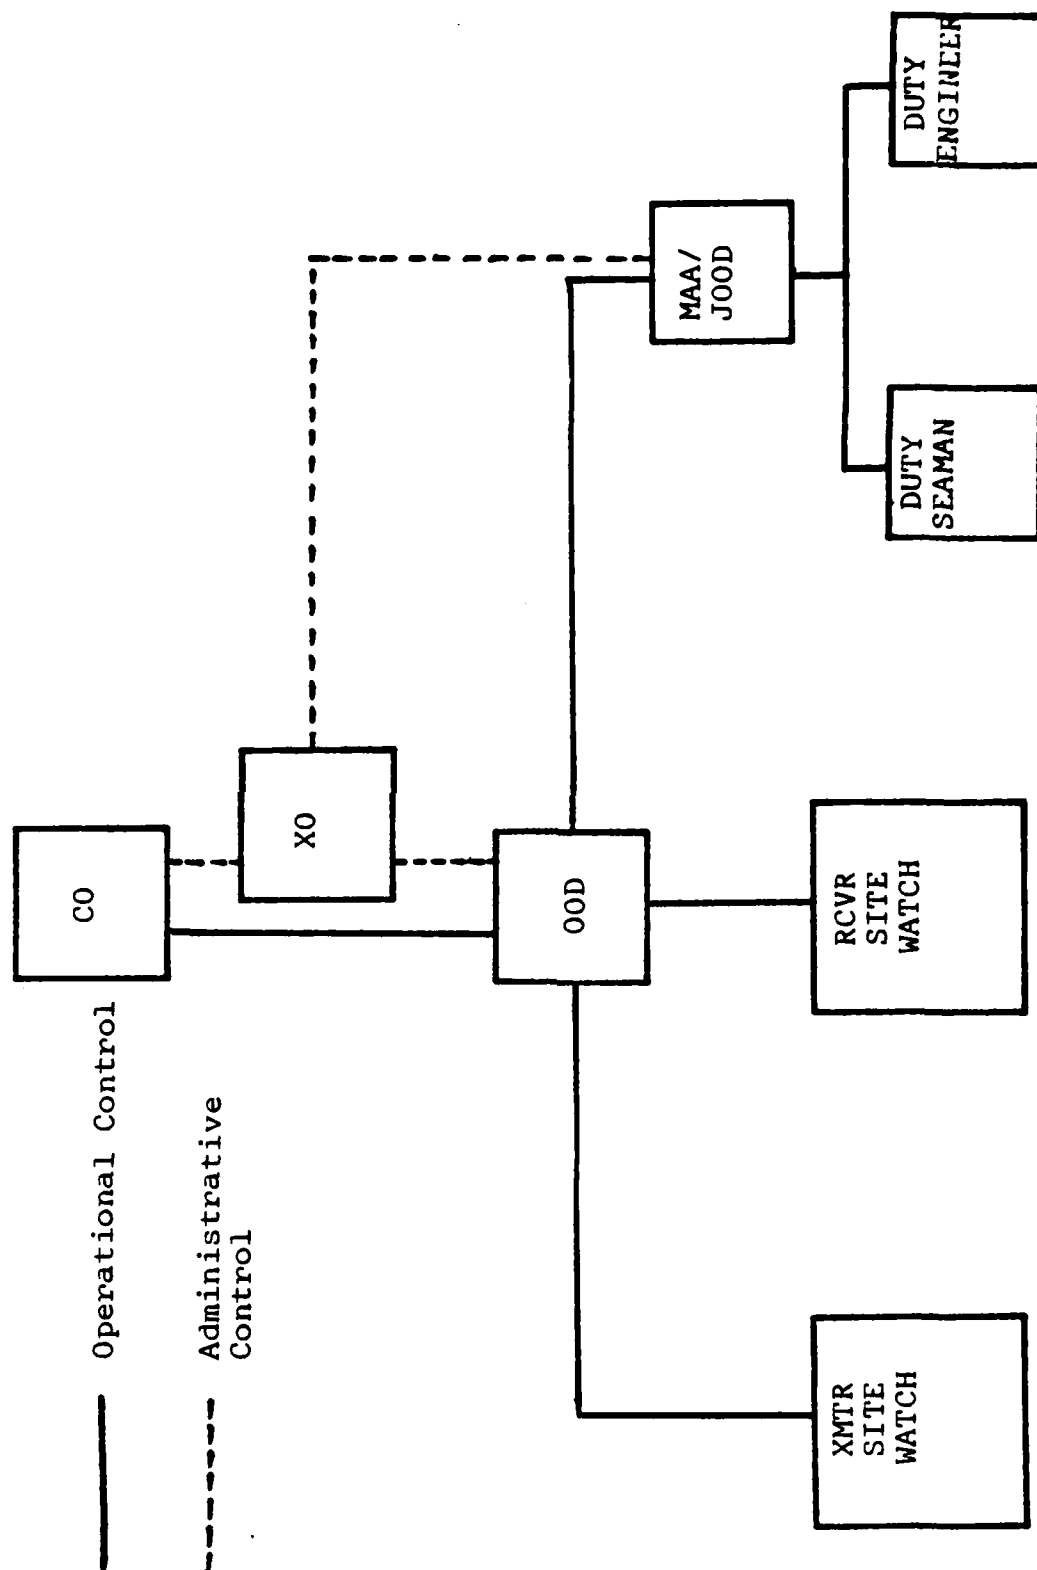 Operational Control
Administrative
Control
CO
XO
OOD
MAA/
JOOD
XMTR
SITE
WATCH
RCVR
SITE
WATCH
DUTY
SEAMAN
DUTY
ENGINEER